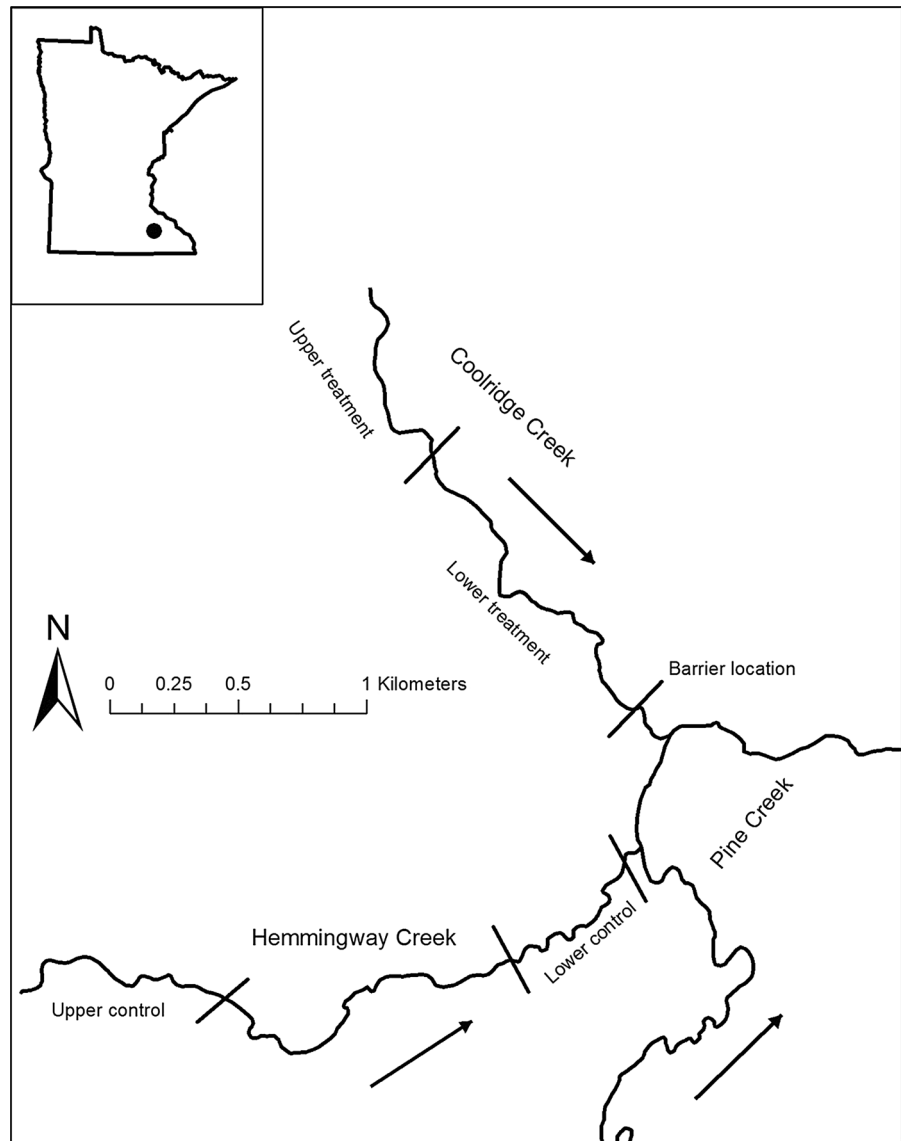 Upper treatment
Coolridge Creek
Lower treatment
N
0 0.25 0.5 1 Kilometers
Barrier location
Pine Creek
Hemmingway Creek
Lower control
Upper control